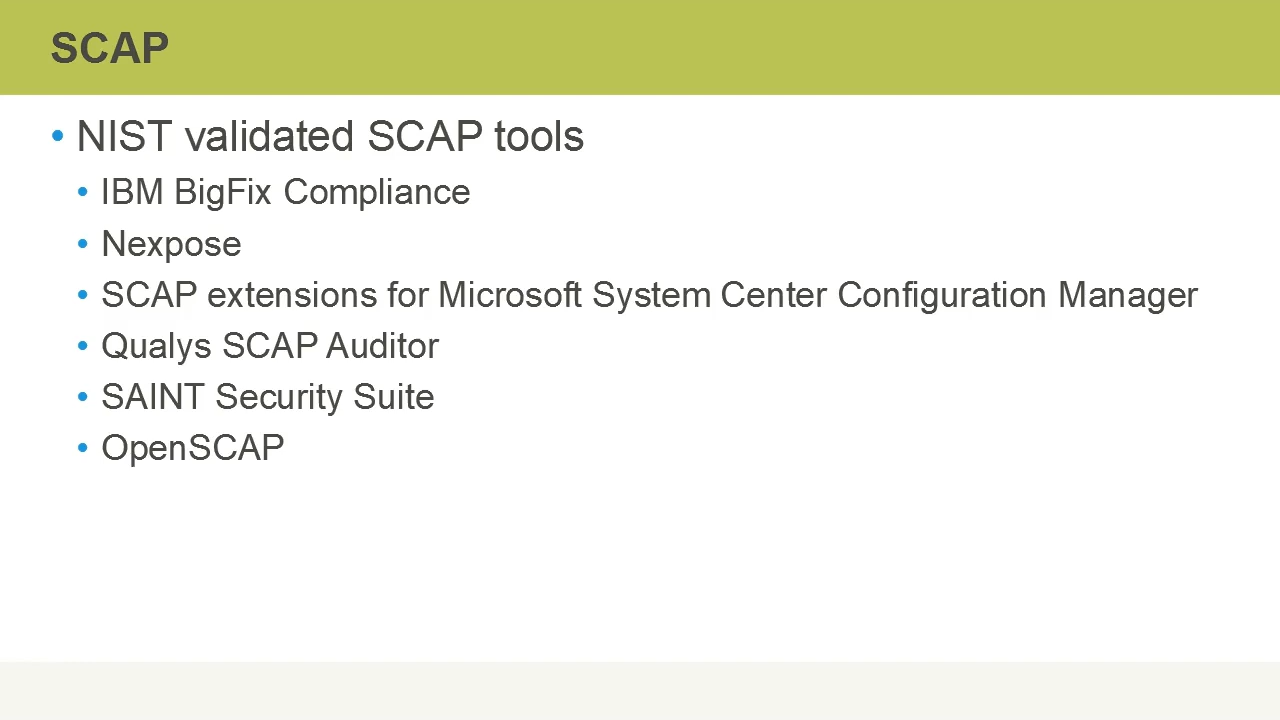 SCAP
• NIST validated SCAP tools
• IBM BigFix Compliance
• Nexpose
• SCAP extensions for Microsoft System Center Configuration Manager
• Qualys SCAP Auditor
• SAINT Security Suite
• OpenSCAP